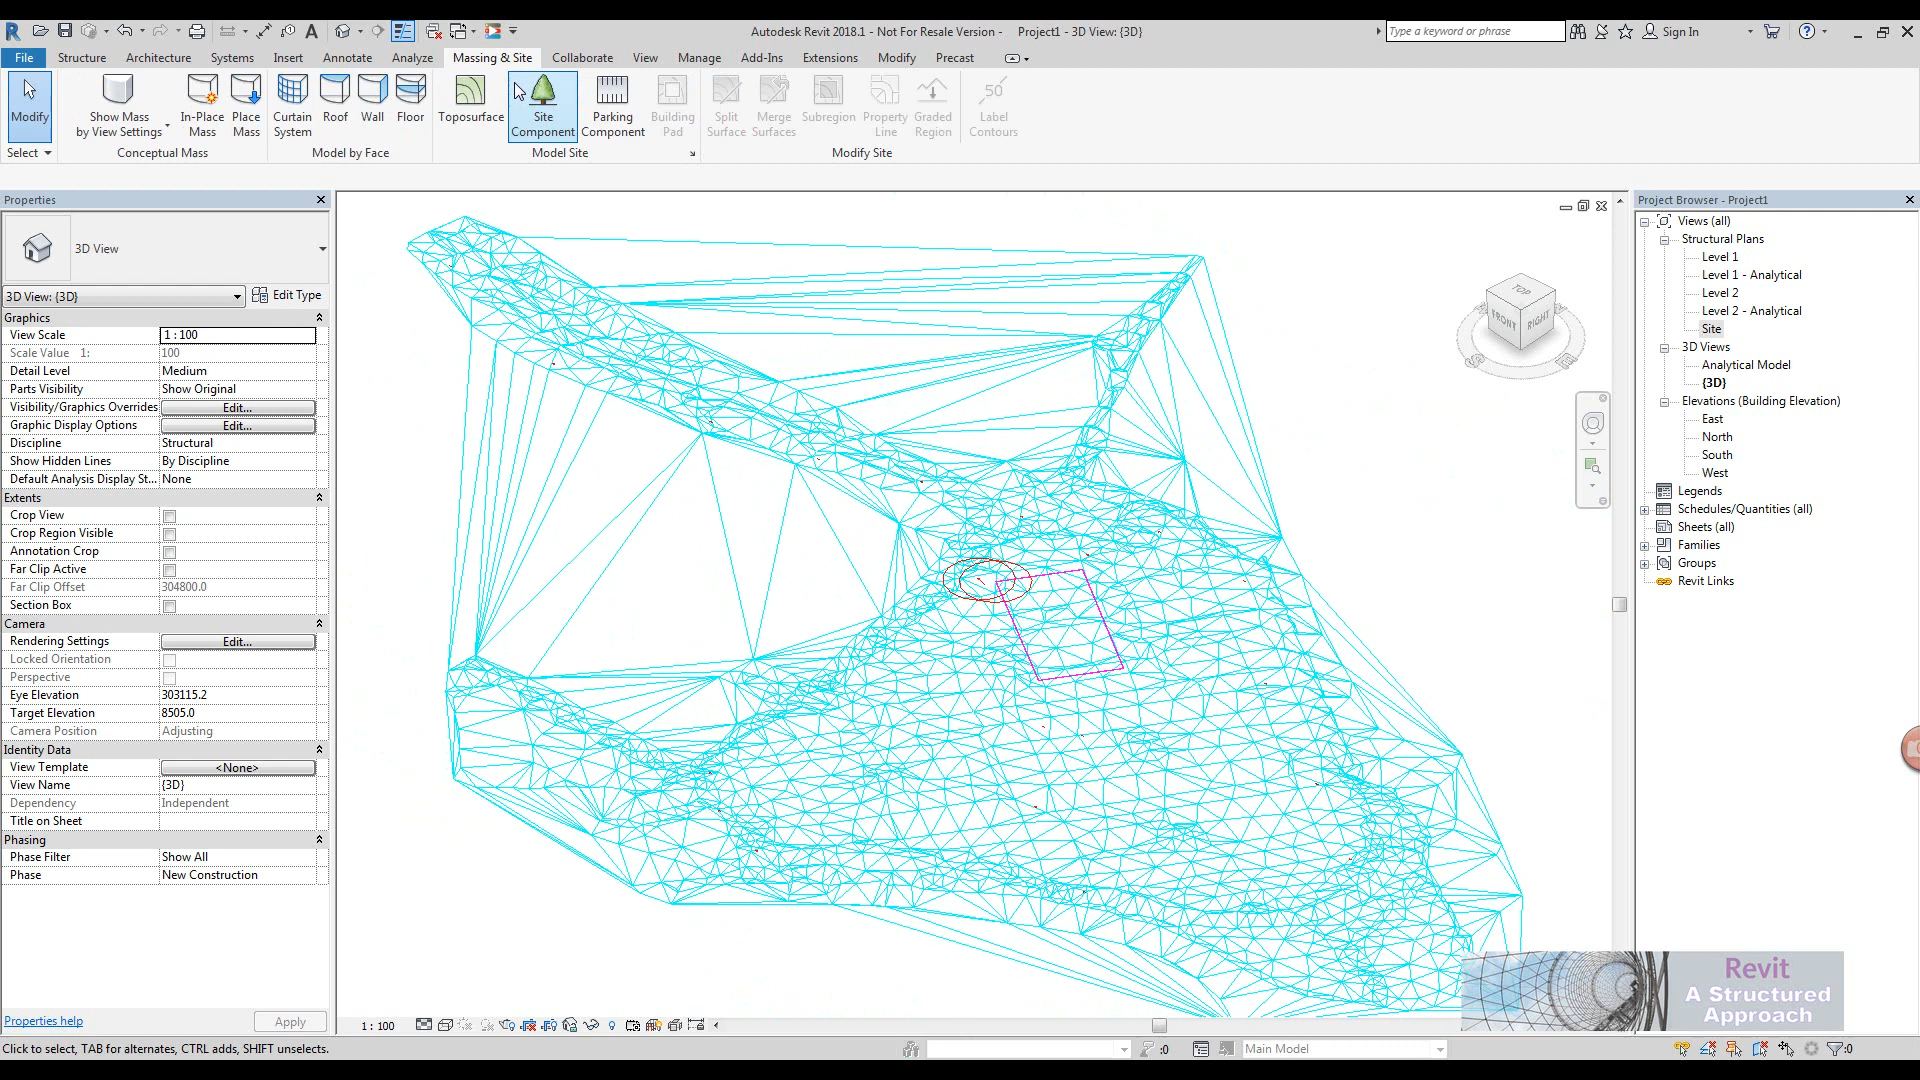 Autodesk Revit 2018.1 - Not For Resale Version - Project1 - 3D View: {3D}
Type a keyword or phrase
Sign In
File Structure Architecture Systems Insert Annotate Analyze Massing & Site Collaborate View Manage Add-Ins Extensions Modify Precast
Modify
Show Mass
by View Settings
In-Place
Mass
Place
Mass
Curtain
System
Roof
Wall
Floor
Toposurface
Site
Component
Parking
Component
Building
Pad
Split
Surface
Merge
Surfaces
Subregion
Property
Line
Graded
Region
50
Label
Contours
Select
Conceptual Mass
Model by Face
Model Site
Modify Site
Properties
3D View
3D View: {3D}
Edit Type
Graphics
View Scale 1 : 100
Scale Value 1: 100
Detail Level Medium
Parts Visibility Show Original
Visibility/Graphics Overrides Edit...
Graphic Display Options Edit...
Discipline Structural
Show Hidden Lines By Discipline
Default Analysis Display St... None
Extents
Crop View
Crop Region Visible
Annotation Crop
Far Clip Active
Far Clip Offset 304800.0
Section Box
Camera
Rendering Settings Edit...
Locked Orientation
Perspective
Eye Elevation 303115.2
Target Elevation 8505.0
Camera Position Adjusting
Identity Data
View Template <None>
View Name {3D}
Dependency Independent
Title on Sheet
Phasing
Phase Filter Show All
Phase New Construction
Properties help
Apply
TOP
FRONT
RIGHT
Project Browser - Project1
Views (all)
Structural Plans
Level 1
Level 1 - Analytical
Level 2
Level 2 - Analytical
Site
3D Views
Analytical Model
{3D}
Elevations (Building Elevation)
East
North
South
West
Legends
Schedules/Quantities (all)
Sheets (all)
Families
Groups
Revit Links
Revit
A Structured
Approach
1 : 100
Click to select, TAB for alternates, CTRL adds, SHIFT unselects.
:0
Main Model
:0